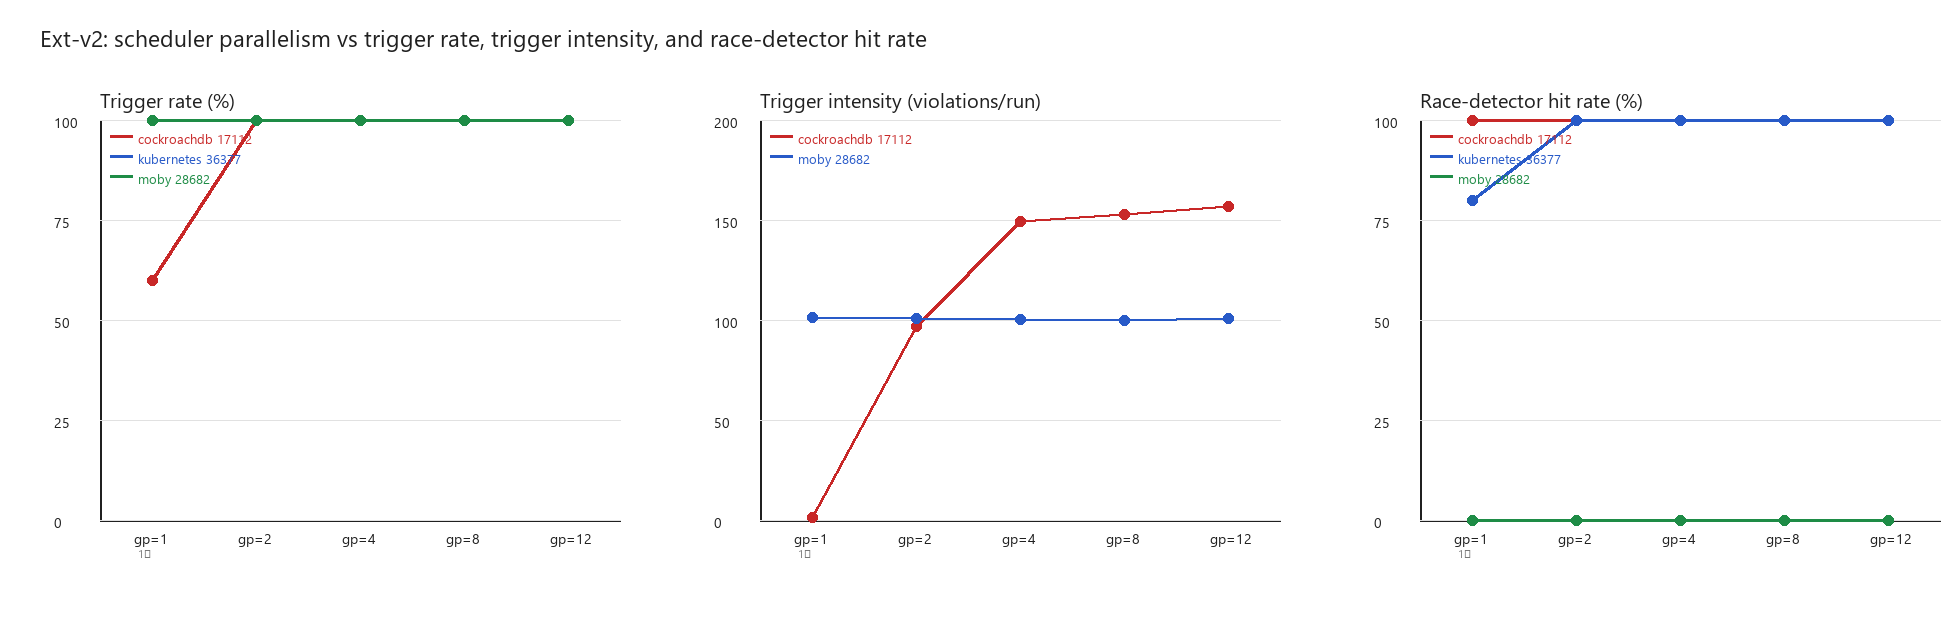 Ext-v2: scheduler parallelism vs trigger rate, trigger intensity, and race-detector hit rate
Trigger rate (%)
100
75
50
25
0
cockroachdb 17112
kubernetes 36377
moby 28682
gp=1
gp=2
gp=4
gp=8
gp=12
1
Trigger intensity (violations/run)
200
150
100
50
0
cockroachdb 17112
moby 28682
gp=1
gp=2
gp=4
gp=8
gp=12
1
Race-detector hit rate (%)
100
75
50
25
0
cockroachdb 17112
kubernetes 36377
moby 28682
gp=1
gp=2
gp=4
gp=8
gp=12
1